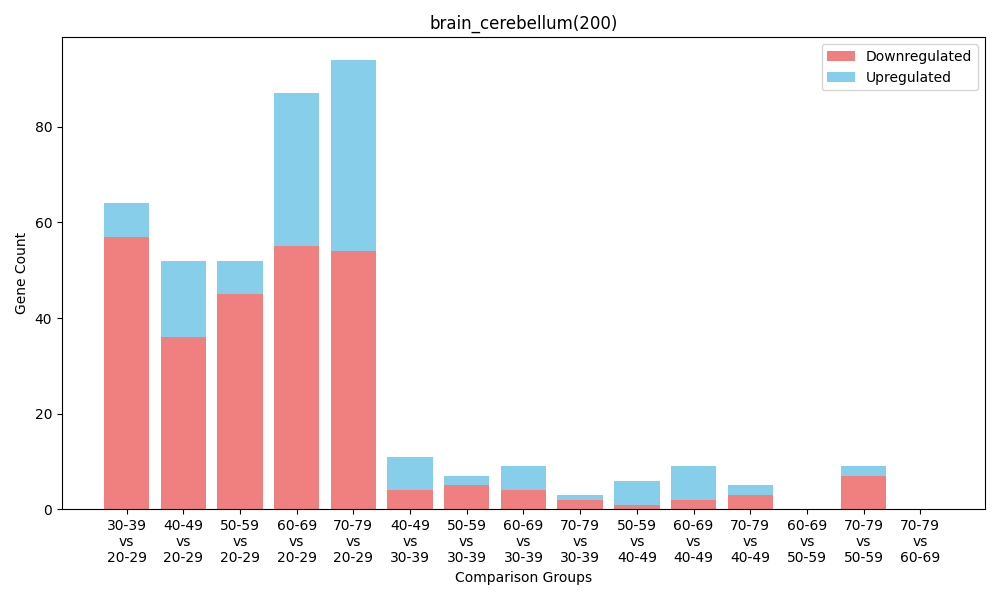 brain_cerebellum(200)
Downregulated
Upregulated
Gene Count
80
60
40
20
0
30-39 40-49 50-59 60-69 70-79 40-49 50-59 60-69 70-79 50-59 60-69 70-79 60-69 70-79 70-79
vs vs vs vs vs vs vs vs vs vs vs vs vs vs vs
20-29 20-29 20-29 20-29 20-29 30-39 30-39 30-39 30-39 40-49 40-49 40-49 50-59 50-59 60-69
Comparison Groups